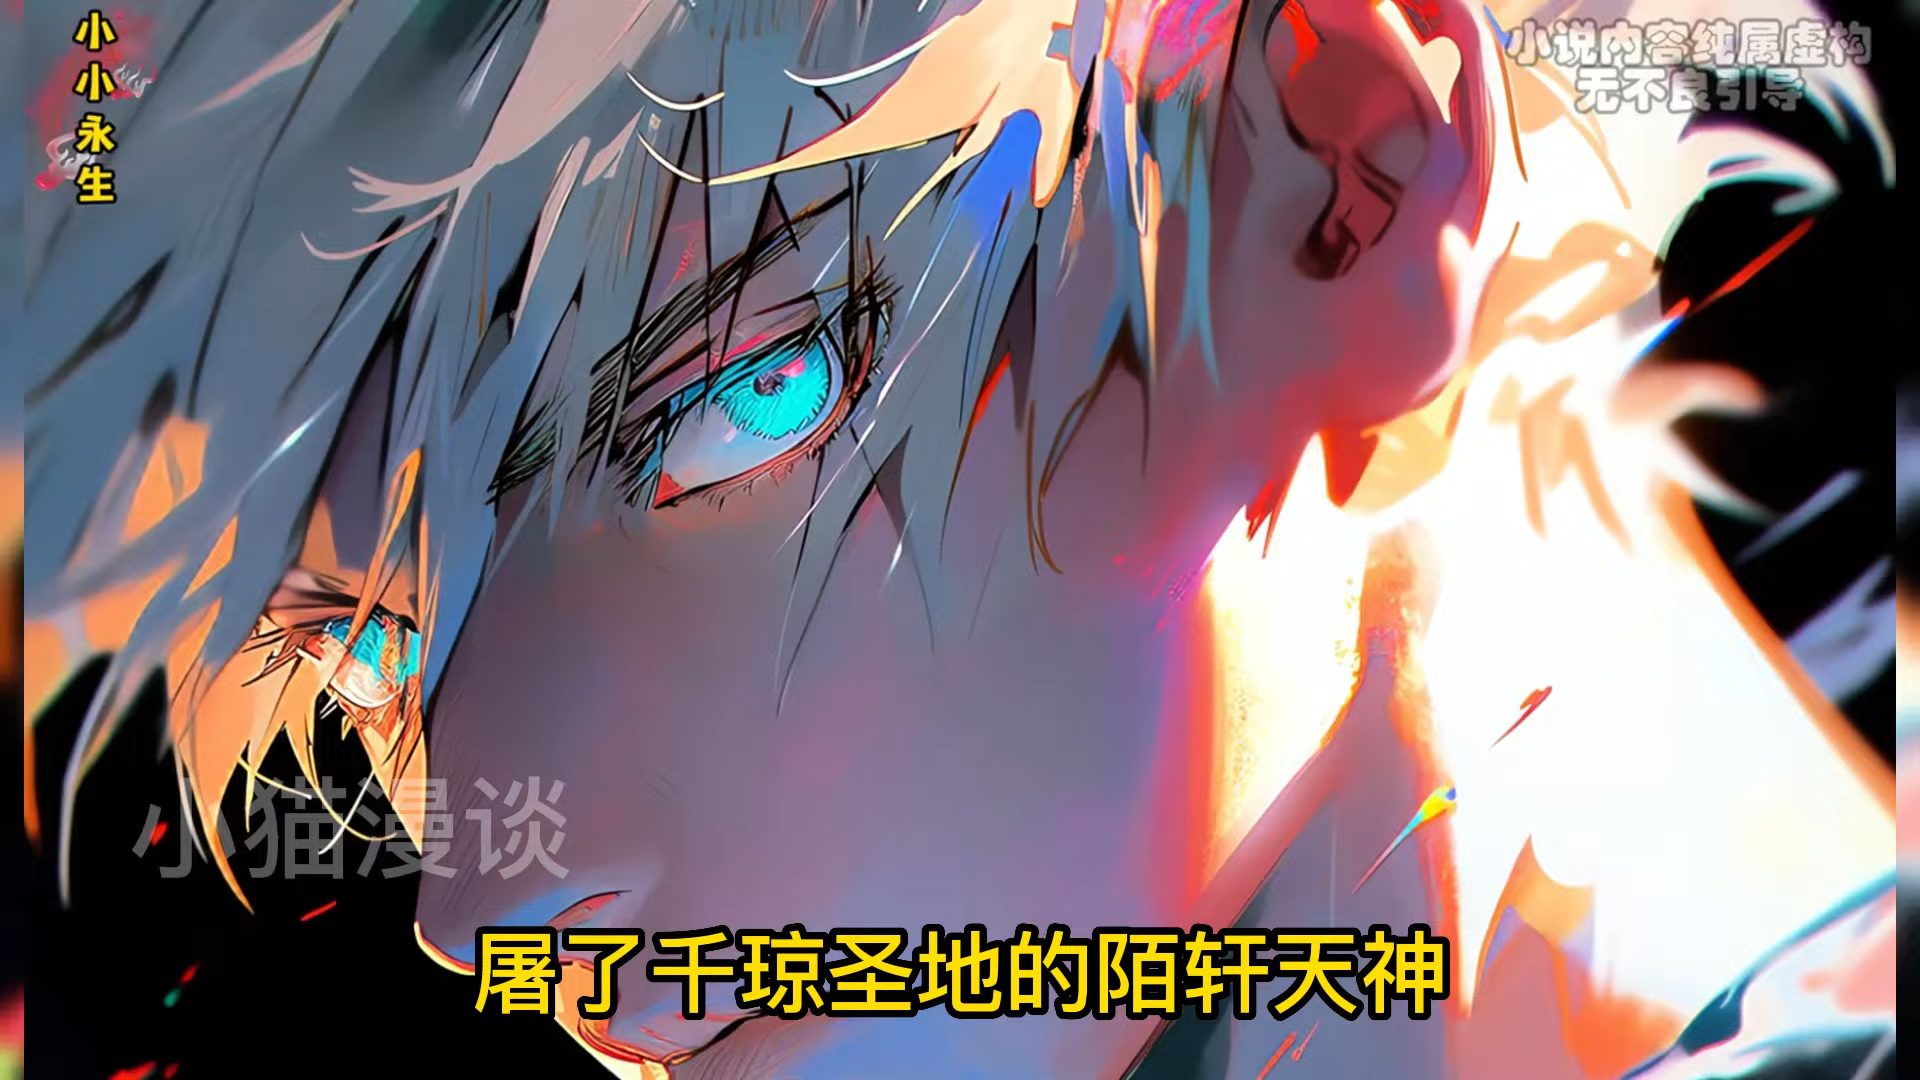 小小永生
小说内容纯属虚构
无不良引导
小猫漫谈
屠了千琼圣地的陌轩天神